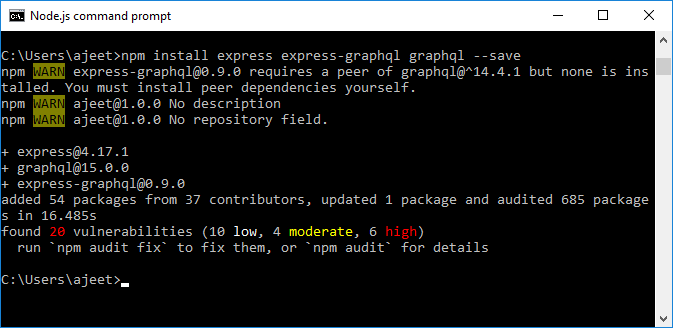 Node.js command prompt
C:\Users\ajeet>npm install express express-graphql graphql --save
npm WARN express-graphql@0.9.0 requires a peer of graphql@^14.4.1 but none is ins
talled. You must install peer dependencies yourself.
npm WARN ajeet@1.0.0 No description
npm WARN ajeet@1.0.0 No repository field.
+ express@4.17.1
+ graphql@15.0.0
+ express-graphql@0.9.0
added 54 packages from 37 contributors, updated 1 package and audited 685 package
s in 16.485s
found 20 vulnerabilities (10 low, 4 moderate, 6 high)
run `npm audit fix` to fix them, or `npm audit` for details
C:\Users\ajeet>